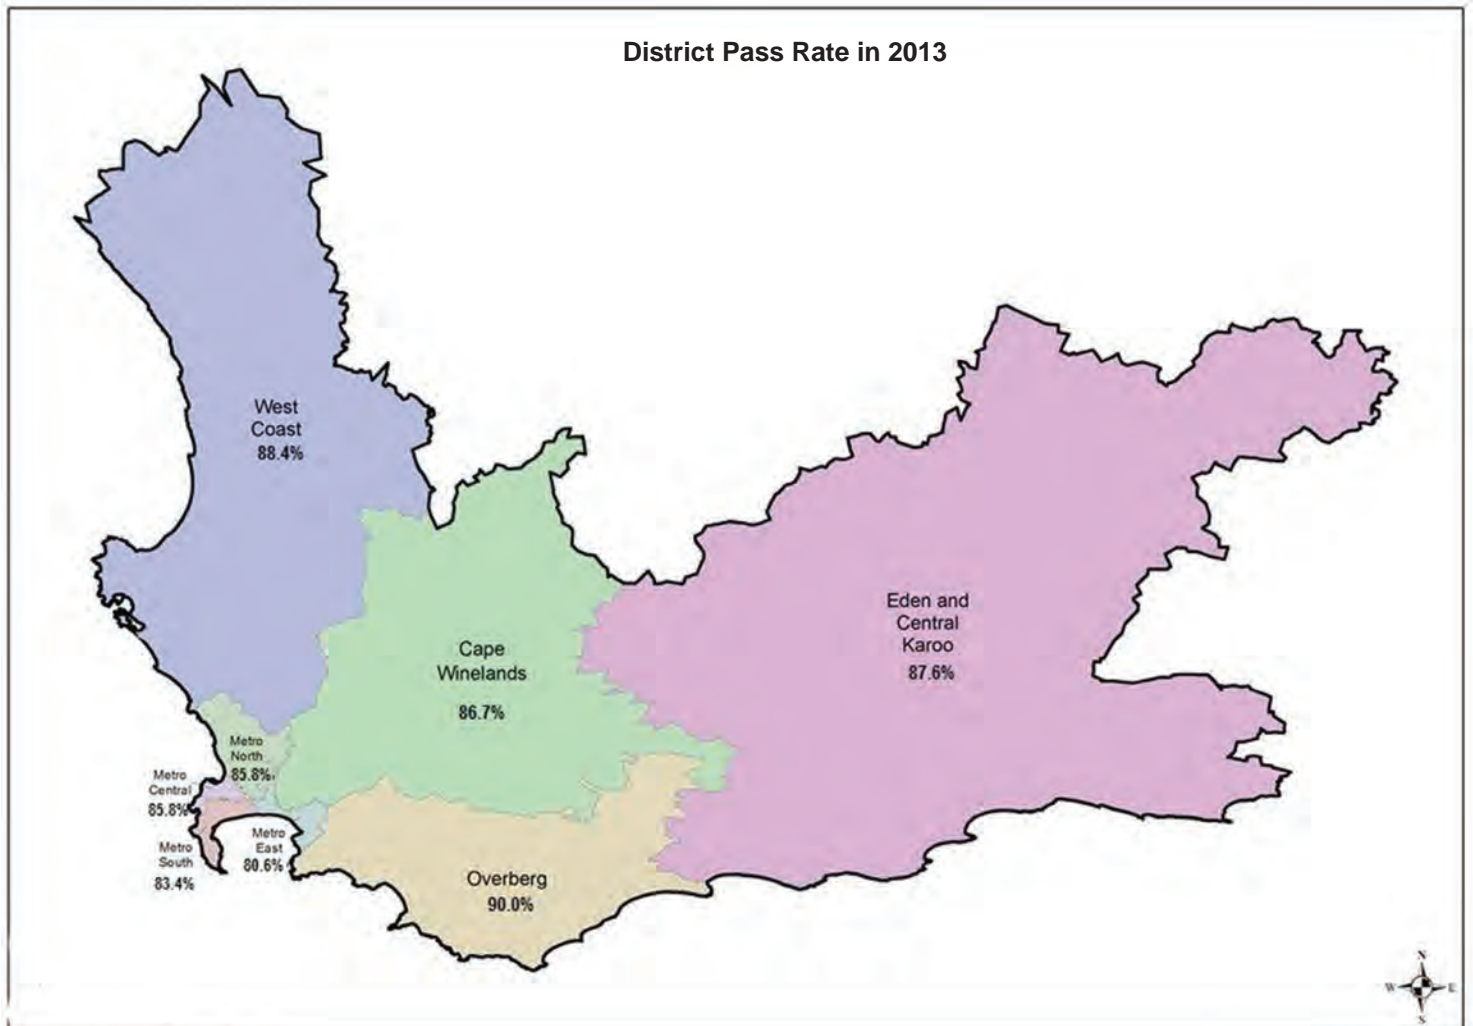 District Pass Rate in 2013
West
Coast
88.4%
Eden and
Central
Karoo
87.6%
Cape
Winelands
86.7%
Metro
North
85.8%
Metro
Central
85.8%
Metro
East
80.6%
Metro
South
83.4%
Overberg
90.0%
N
W E
S